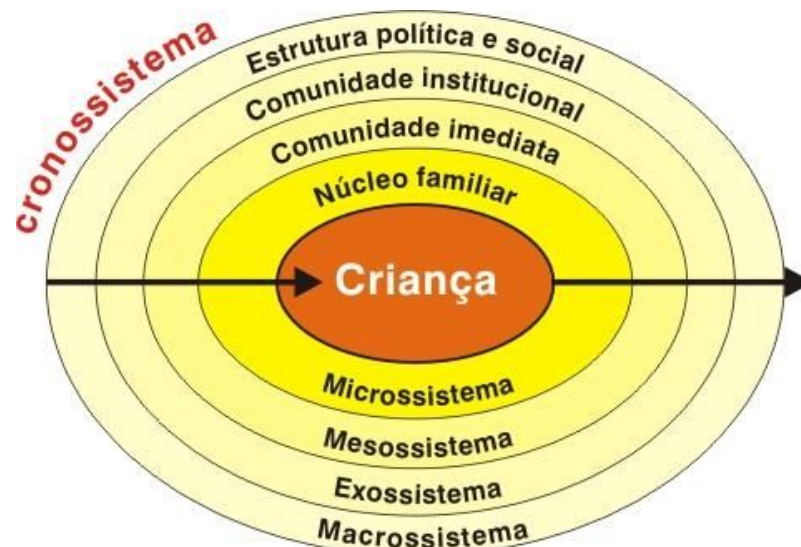 cronossistema
Estrutura política e social
Comunidade institucional
Comunidade imediata
Núcleo familiar
Criança
Microssistema
Mesossistema
Exossistema
Macrossistema